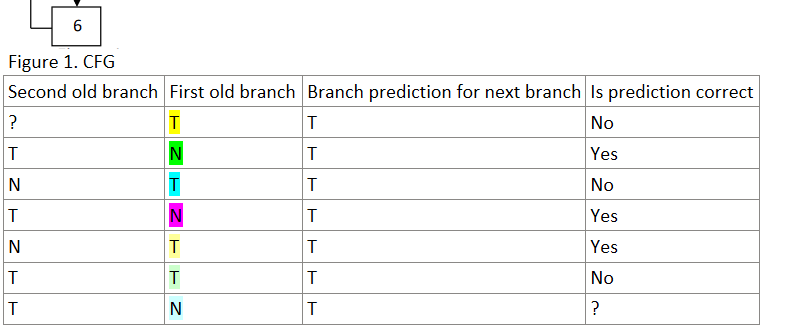 6
Figure 1. CFG
Second old branch First old branch Branch prediction for next branch Is prediction correct
? T T No
T N T Yes
N T T No
T N T Yes
N T T Yes
T T T No
T N T ?